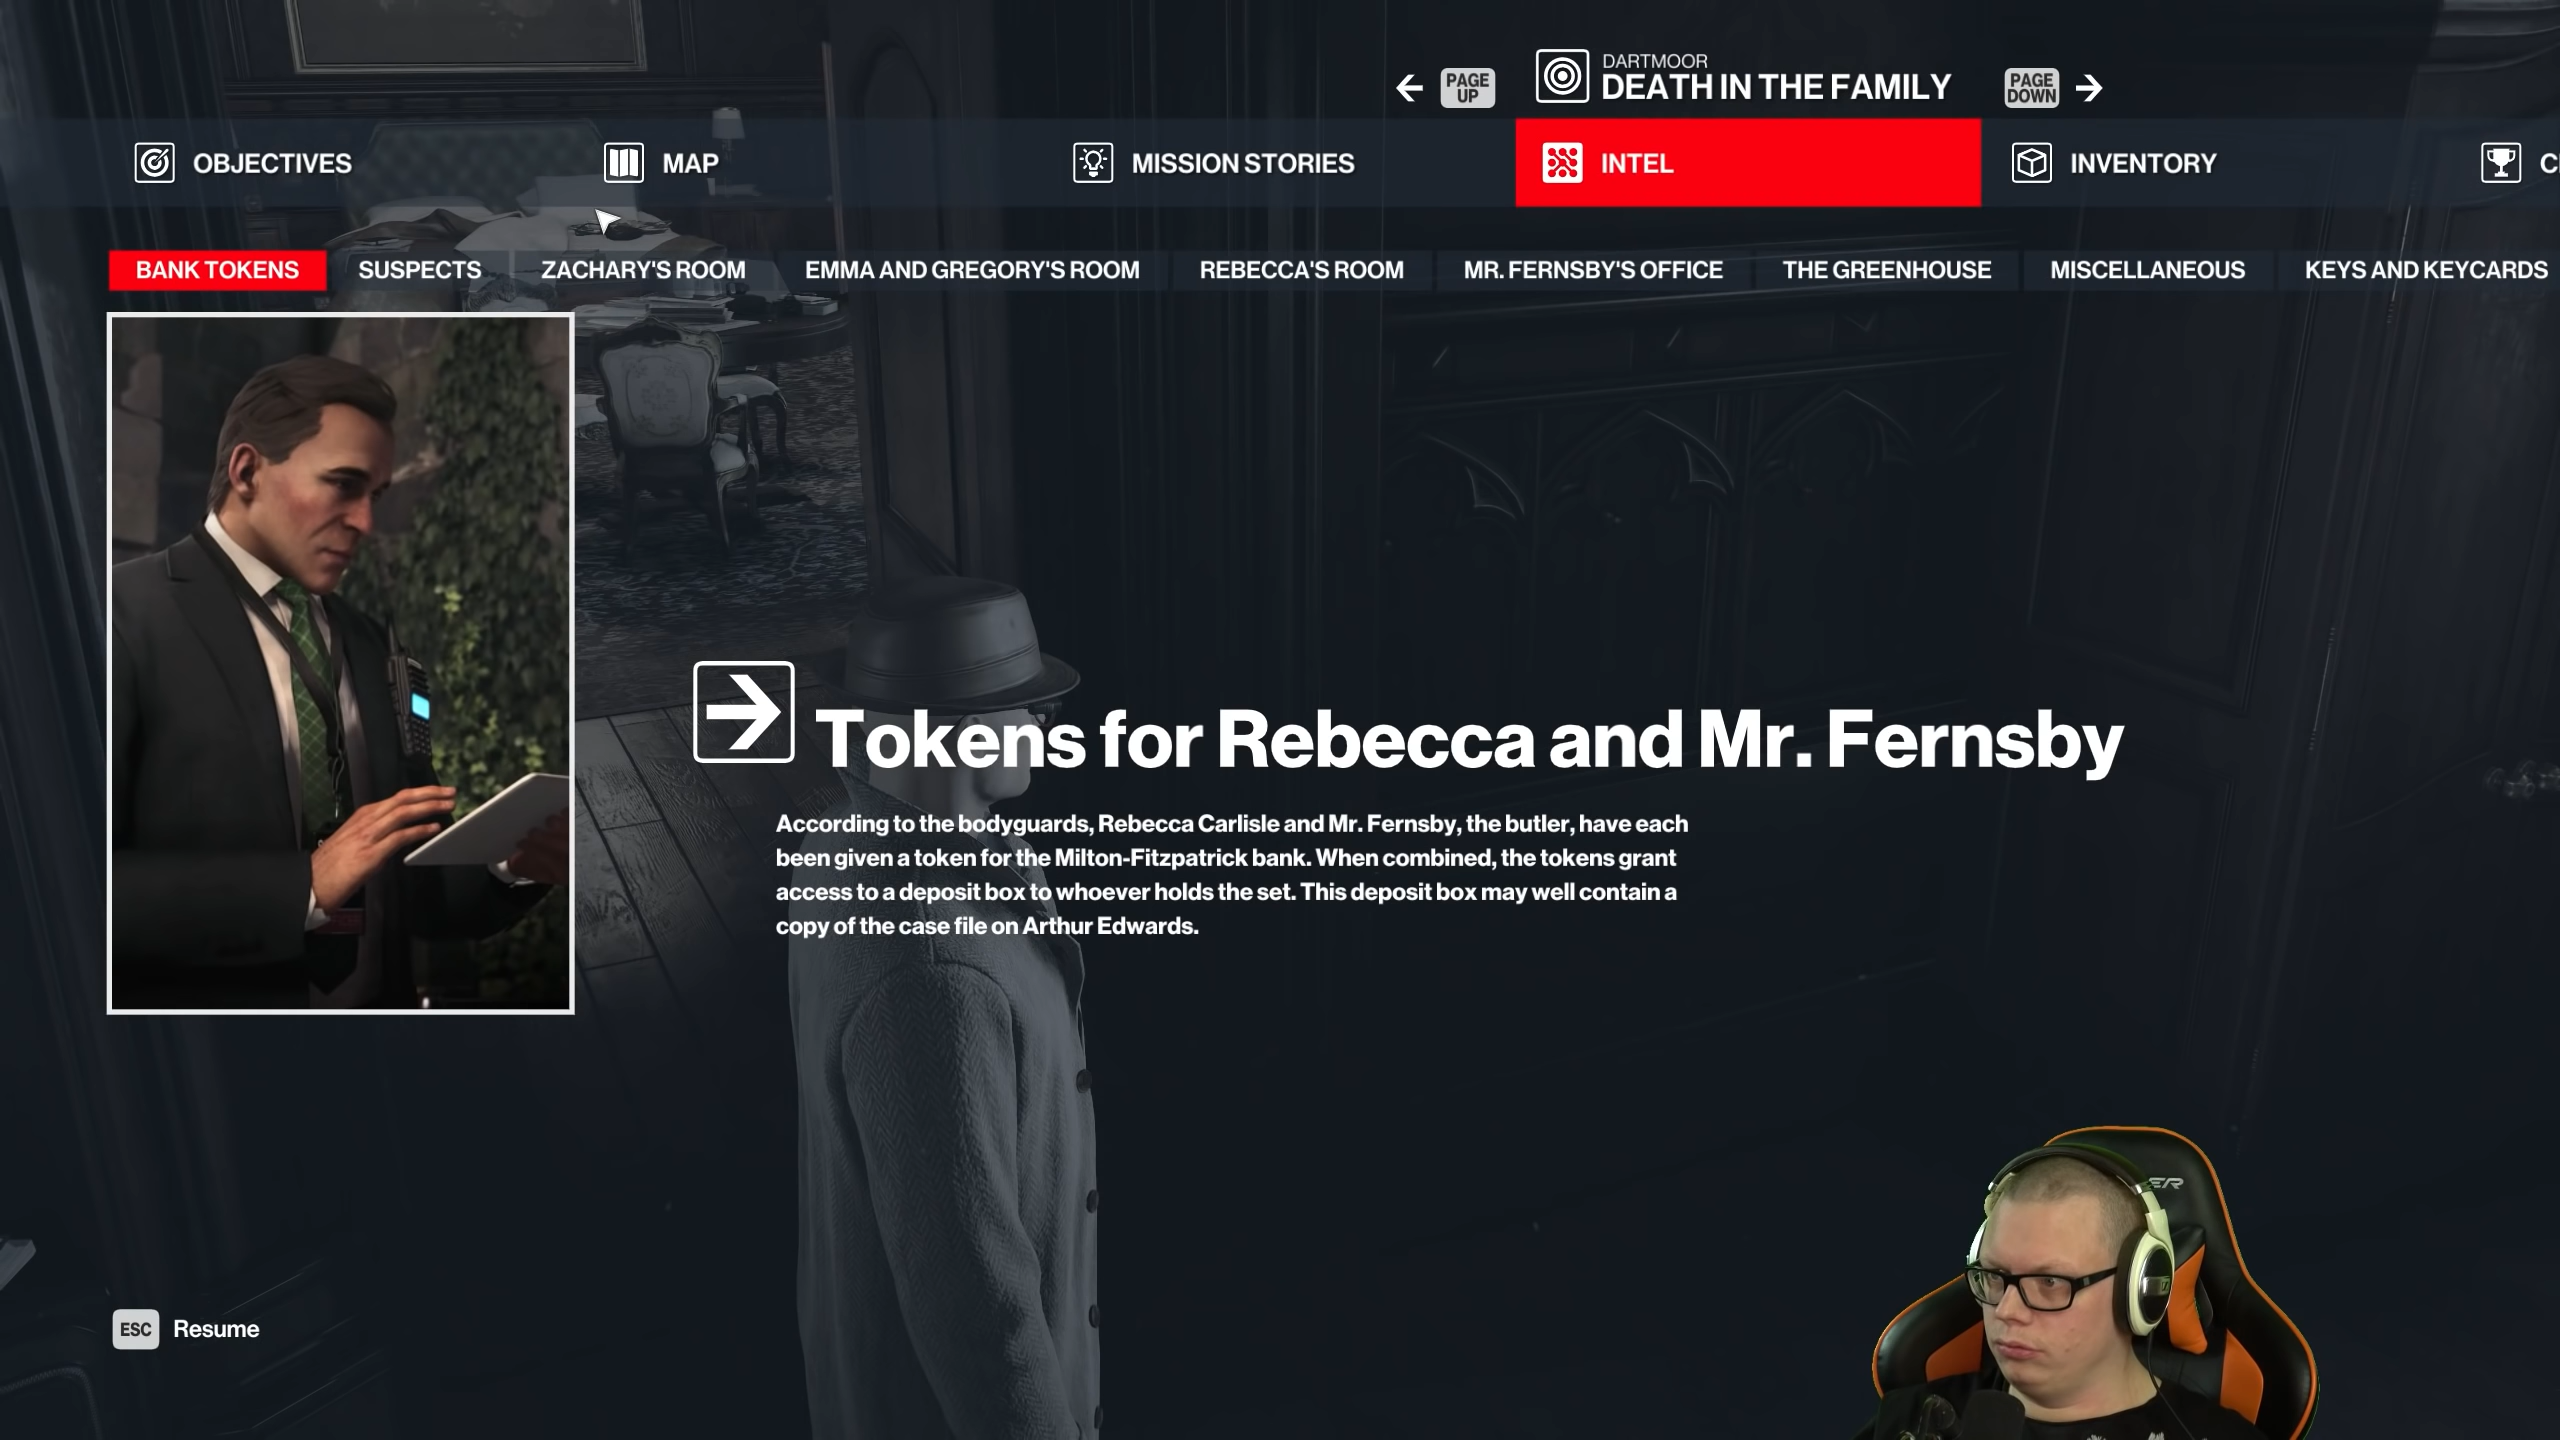 DARTMOOR
PAGE UP
DEATH IN THE FAMILY
PAGE DOWN
OBJECTIVES
MAP
MISSION STORIES
INTEL
INVENTORY
BANK TOKENS
SUSPECTS
ZACHARY'S ROOM
EMMA AND GREGORY'S ROOM
REBECCA'S ROOM
MR. FERNSBY'S OFFICE
THE GREENHOUSE
MISCELLANEOUS
KEYS AND KEYCARDS
Tokens for Rebecca and Mr. Fernsby
According to the bodyguards, Rebecca Carlisle and Mr. Fernsby, the butler, have each
been given a token for the Milton-Fitzpatrick bank. When combined, the tokens grant
access to a deposit box to whoever holds the set. This deposit box may well contain a
copy of the case file on Arthur Edwards.
ESC Resume